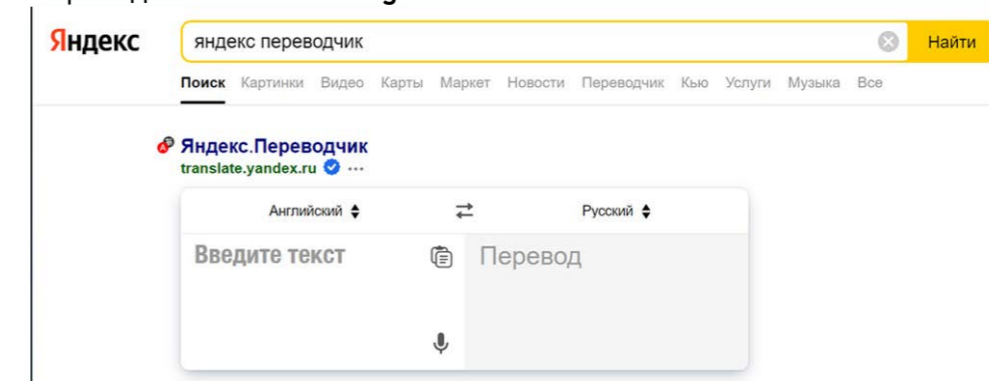 Яндекс
яндекс переводчик
Найти
Поиск Картинки Видео Карты Маркет Новости Переводчик Кью Услуги Музыка Все
Яндекс.Переводчик
translate.yandex.ru
Английский
Русский
Введите текст
Перевод